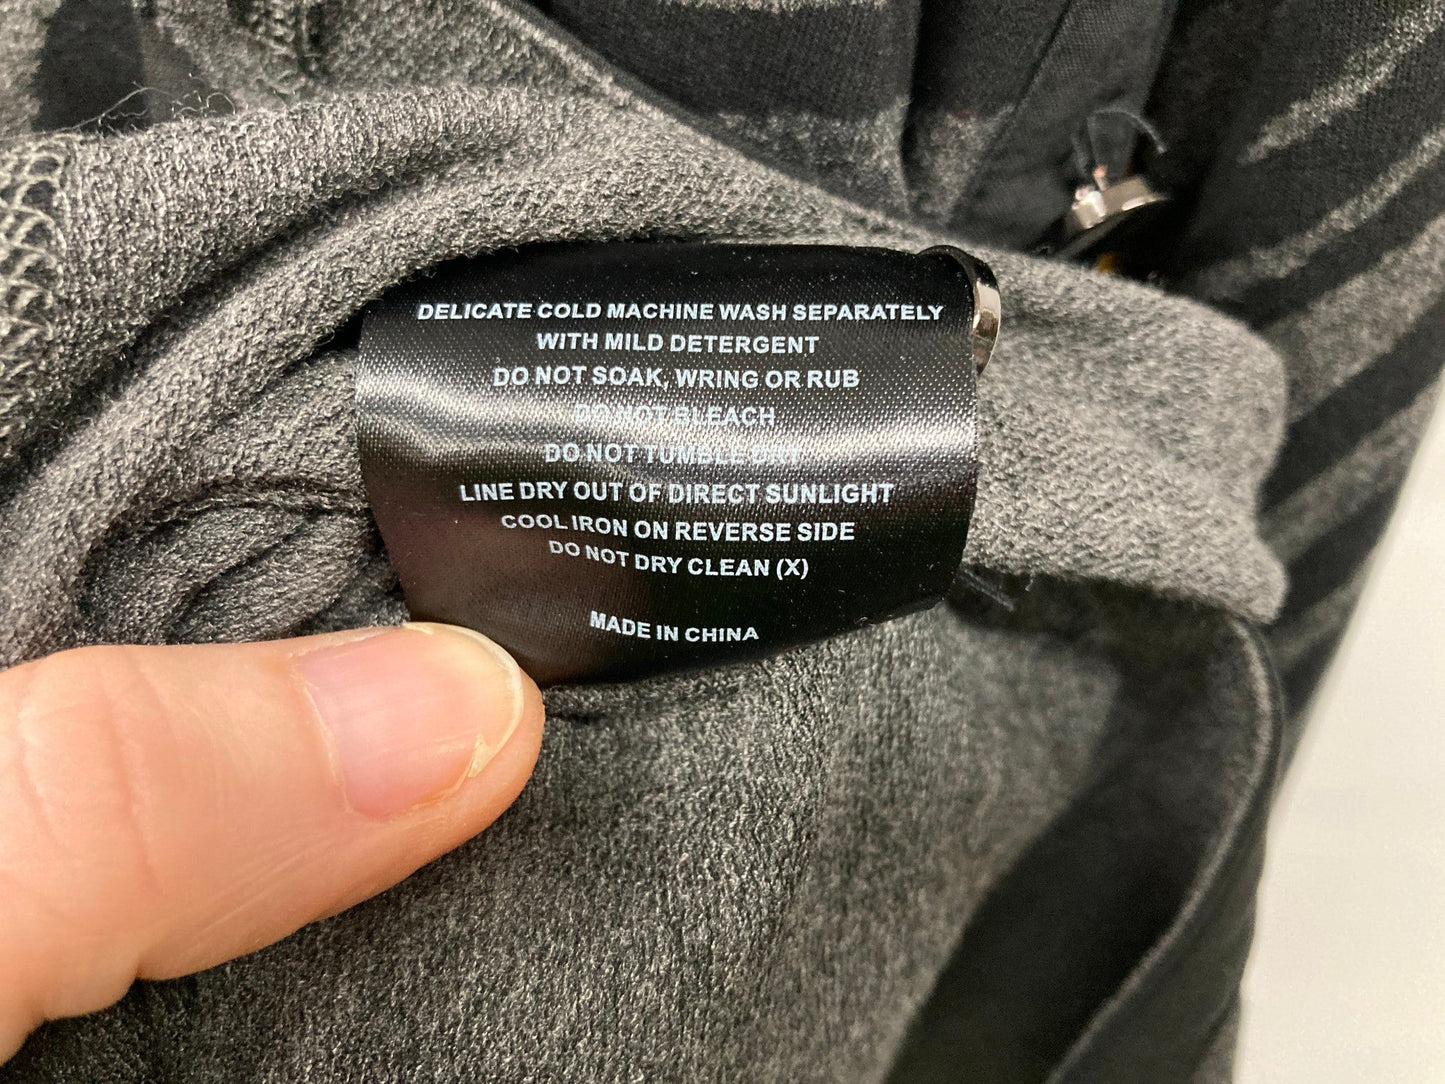 DELICATE COLD MACHINE WASH SEPARATELY
WITH MILD DETERGENT
DO NOT SOAK, WRING OR RUB
DO NOT BLEACH
DO NOT TUMBLE DRY
LINE DRY OUT OF DIRECT SUNLIGHT
COOL IRON ON REVERSE SIDE
DO NOT DRY CLEAN (X)
MADE IN CHINA